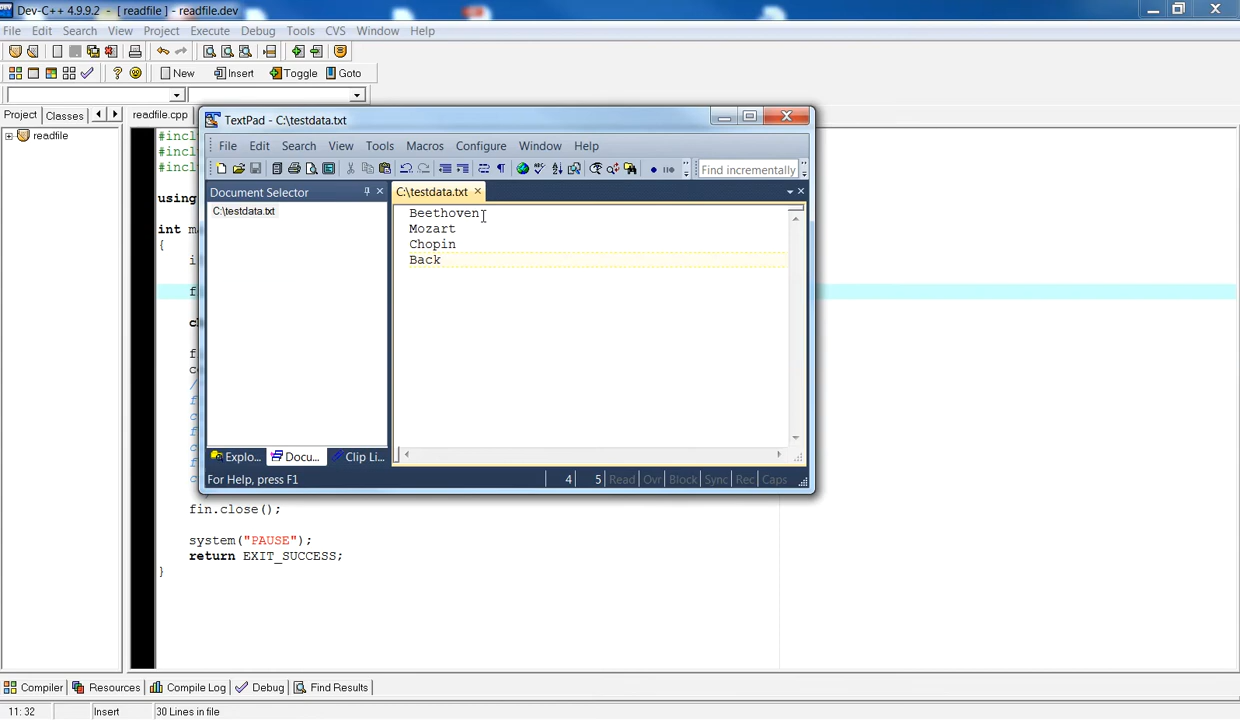 Dev-C++ 4.9.9.2 - [ readfile ] - readfile.dev
File Edit Search View Project Execute Debug Tools CVS Window Help
New Insert Toggle Goto
Project Classes readfile.cpp
readfile
#incl
#incl
#incl
using
int ma
{
TextPad - C:\testdata.txt
File Edit Search View Tools Macros Configure Window Help
Find incrementally
Document Selector
C:\testdata.txt
C:\testdata.txt
Beethoven
Mozart
Chopin
Back
Explo... Docu... Clip Li...
For Help, press F1 4 5 Read Ovr Block Sync Rec Caps
fin.close();
system("PAUSE");
return EXIT_SUCCESS;
}
Compiler Resources Compile Log Debug Find Results
11: 32 Insert 30 Lines in file